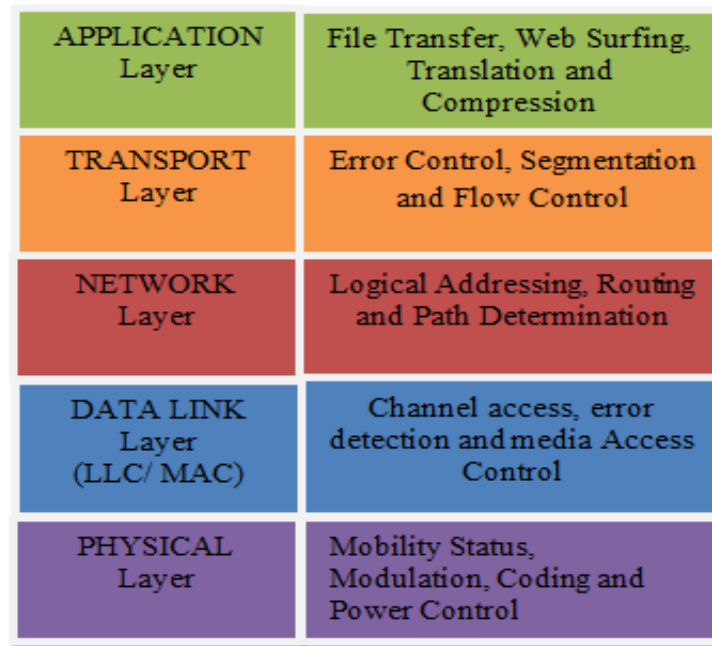 APPLICATION
Layer
File Transfer, Web Surfing,
Translation and
Compression
TRANSPORT
Layer
Error Control, Segmentation
and Flow Control
NETWORK
Layer
Logical Addressing, Routing
and Path Determination
DATA LINK
Layer
(LLC/ MAC)
Channel access, error
detection and media Access
Control
PHYSICAL
Layer
Mobility Status,
Modulation, Coding and
Power Control